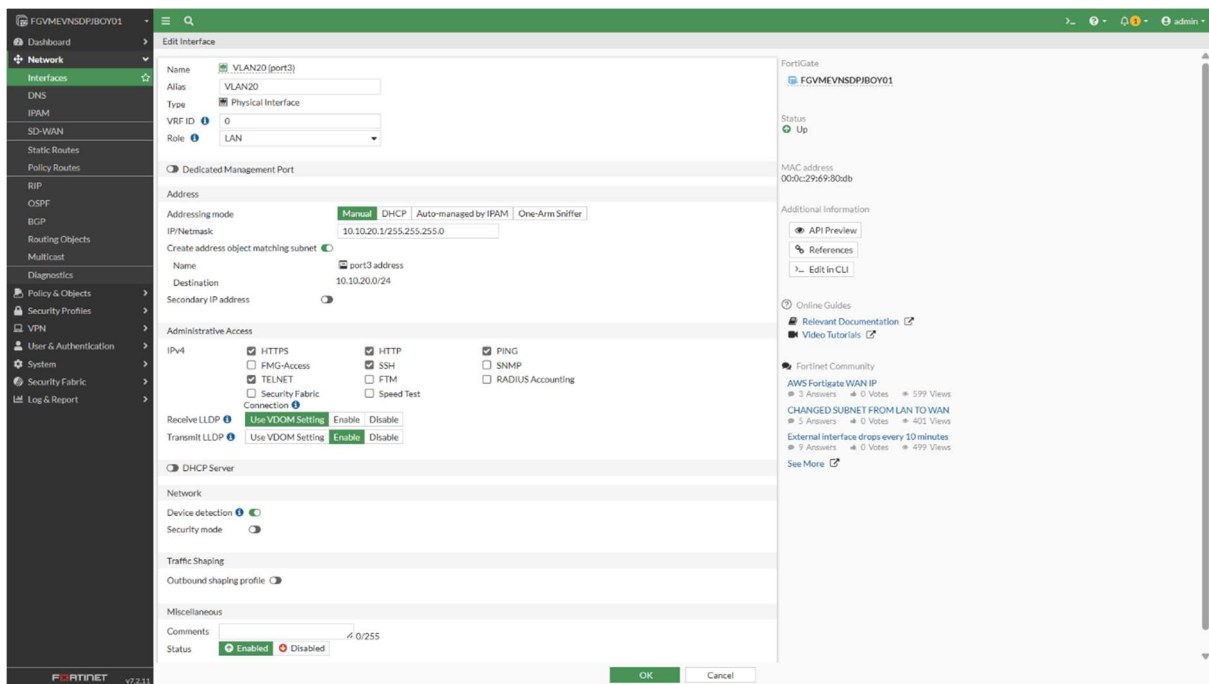 FGVMEVNSDPJBOY01
admin
Dashboard
Network
Interfaces
DNS
IPAM
SD-WAN
Static Routes
Policy Routes
RIP
OSPF
BGP
Routing Objects
Multicast
Diagnostics
Policy & Objects
Security Profiles
VPN
User & Authentication
System
Security Fabric
Log & Report
FORTINET v7.2.11
Edit Interface
Name VLAN20 (port3)
Alias VLAN20
Type Physical Interface
VRF ID 0
Role LAN
Dedicated Management Port
Address
Addressing mode Manual DHCP Auto-managed by IPAM One-Arm Sniffer
IP/Netmask 10.10.20.1/255.255.255.0
Create address object matching subnet
Name port3 address
Destination 10.10.20.0/24
Secondary IP address
Administrative Access
IPv4 HTTPS HTTP PING
FMG-Access SSH SNMP
TELNET FTM RADIUS Accounting
Security Fabric Speed Test
Connection
Receive LLDP Use VDOM Setting Enable Disable
Transmit LLDP Use VDOM Setting Enable Disable
DHCP Server
Network
Device detection
Security mode
Traffic Shaping
Outbound shaping profile
Miscellaneous
Comments 0/255
Status Enabled Disabled
OK Cancel
FortiGate
FGVMEVNSDPJBOY01
Status
Up
MAC address
00:0c:29:69:80:db
Additional Information
API Preview
References
>_ Edit in CLI
Online Guides
Relevant Documentation
Video Tutorials
Fortinet Community
AWS Fortigate WAN IP
3 Answers 0 Votes 599 Views
CHANGED SUBNET FROM LAN TO WAN
5 Answers 0 Votes 401 Views
External interface drops every 10 minutes
9 Answers 0 Votes 499 Views
See More